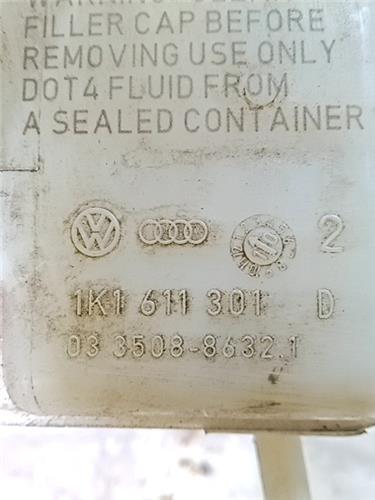 FILLER CAP BEFORE
REMOVING USE ONLY
DOT4 FLUID FROM
A SEALED CONTAINER
2
1K1 611 301 D
03 3508-8632.1